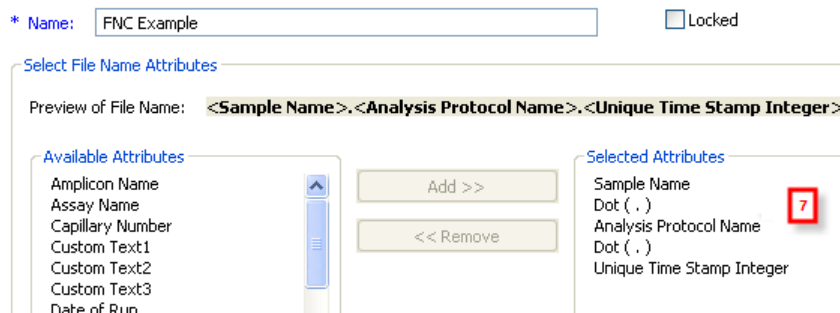 * Name: FNC Example Locked
Select File Name Attributes
Preview of File Name: <Sample Name>.<Analysis Protocol Name>.<Unique Time Stamp Integer>
Available Attributes
Amplicon Name
Assay Name
Capillary Number
Custom Text1
Custom Text2
Custom Text3
Date of Run
Add >>
<< Remove
Selected Attributes
Sample Name
Dot ( . )
Analysis Protocol Name
Dot ( . )
Unique Time Stamp Integer
7